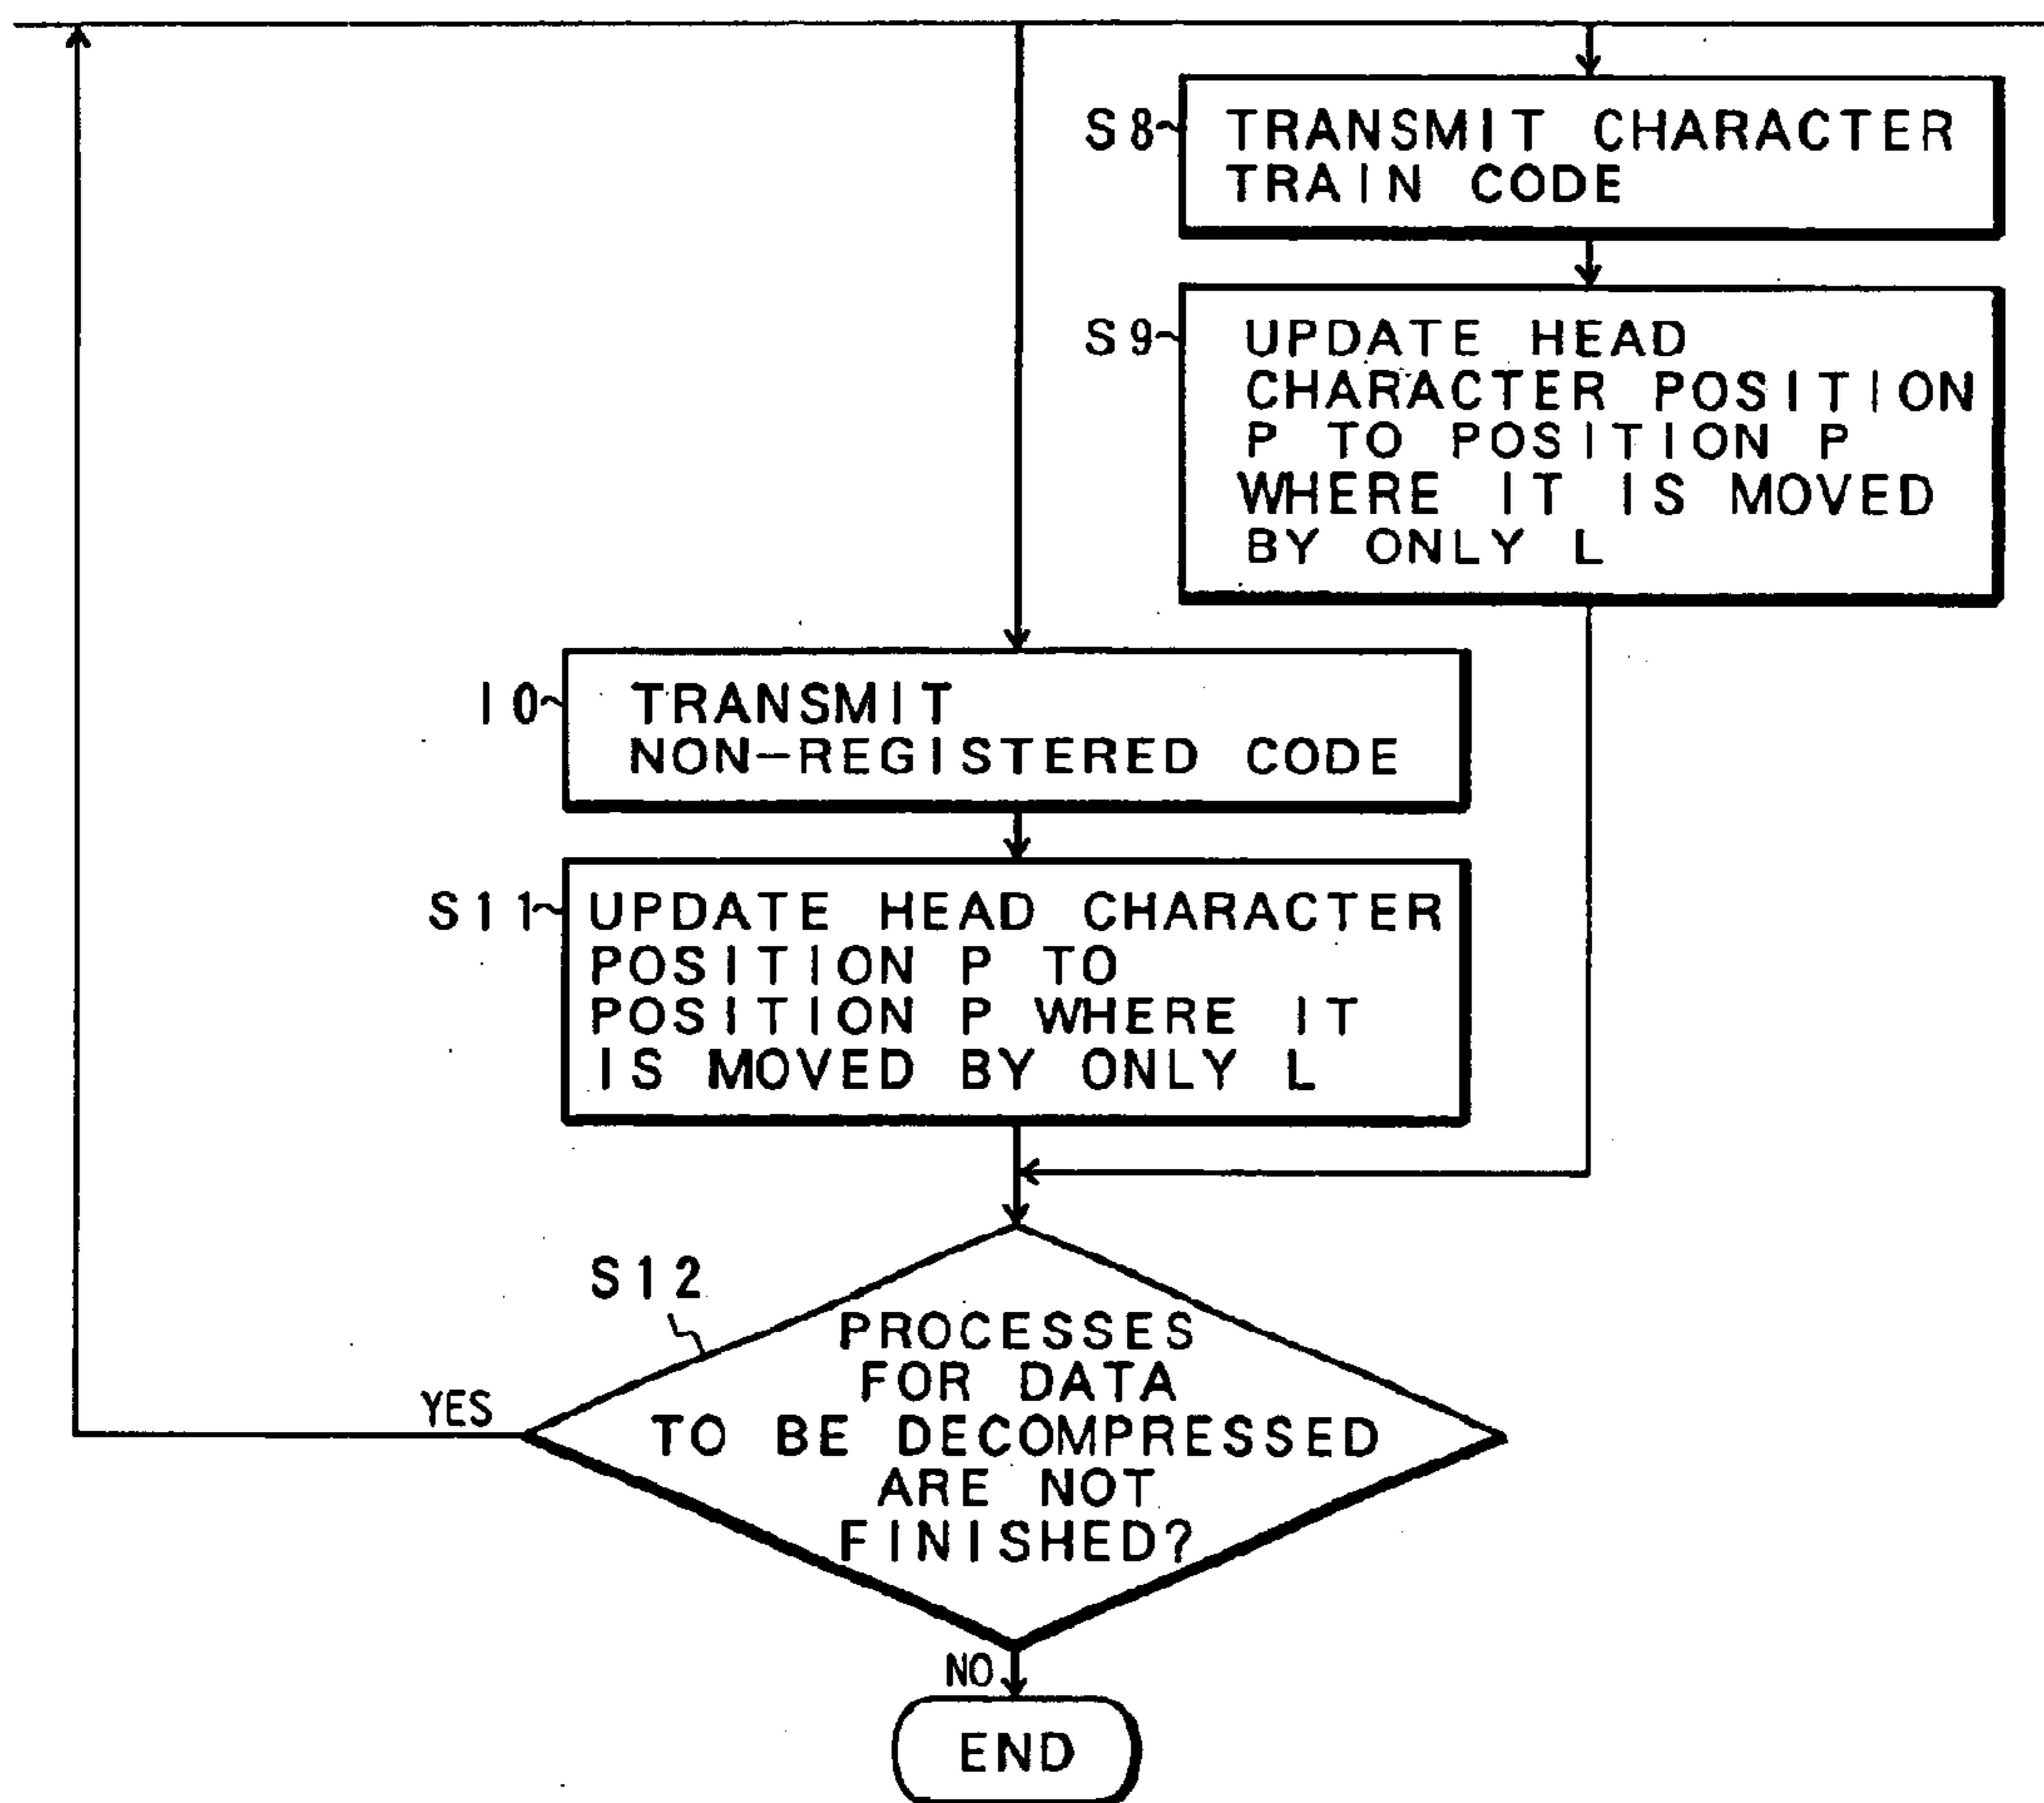 S8 TRANSMIT CHARACTER
TRAIN CODE
S9 UPDATE HEAD
CHARACTER POSITION
P TO POSITION P
WHERE IT IS MOVED
BY ONLY L
10 TRANSMIT
NON-REGISTERED CODE
S11 UPDATE HEAD CHARACTER
POSITION P TO
POSITION P WHERE IT
IS MOVED BY ONLY L
S12
PROCESSES
FOR DATA
TO BE DECOMPRESSED
ARE NOT
FINISHED?
YES
NO
END